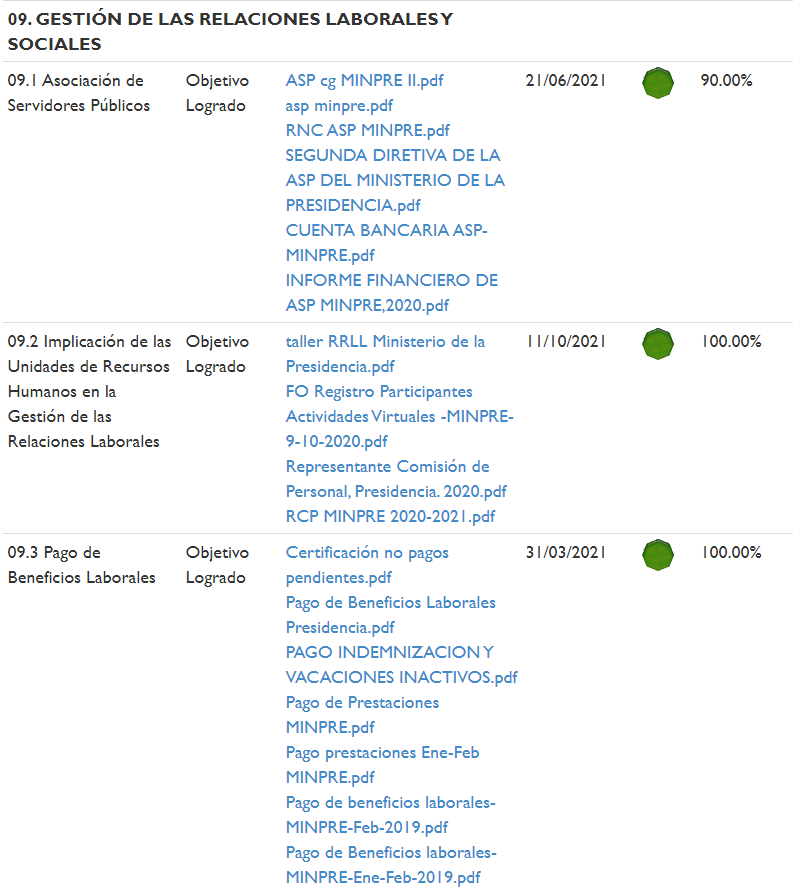 09. GESTIÓN DE LAS RELACIONES LABORALES Y
SOCIALES
09.1 Asociación de
Servidores Públicos
Objetivo
Logrado
ASP cg MINPRE II.pdf
asp minpre.pdf
RNC ASP MINPRE.pdf
SEGUNDA DIRETIVA DE LA
ASP DEL MINISTERIO DE LA
PRESIDENCIA.pdf
CUENTA BANCARIA ASP-
MINPRE.pdf
INFORME FINANCIERO DE
ASP MINPRE,2020.pdf
21/06/2021
90.00%
09.2 Implicación de las
Unidades de Recursos
Humanos en la
Gestión de las
Relaciones Laborales
Objetivo
Logrado
taller RRLL Ministerio de la
Presidencia.pdf
FO Registro Participantes
Actividades Virtuales -MINPRE-
9-10-2020.pdf
Representante Comisión de
Personal, Presidencia. 2020.pdf
RCP MINPRE 2020-2021.pdf
11/10/2021
100.00%
09.3 Pago de
Beneficios Laborales
Objetivo
Logrado
Certificación no pagos
pendientes.pdf
Pago de Beneficios Laborales
Presidencia.pdf
PAGO INDEMNIZACION Y
VACACIONES INACTIVOS.pdf
Pago de Prestaciones
MINPRE.pdf
Pago prestaciones Ene-Feb
MINPRE.pdf
Pago de beneficios laborales-
MINPRE-Feb-2019.pdf
Pago de Beneficios laborales-
MINPRE-Ene-Feb-2019.pdf
31/03/2021
100.00%